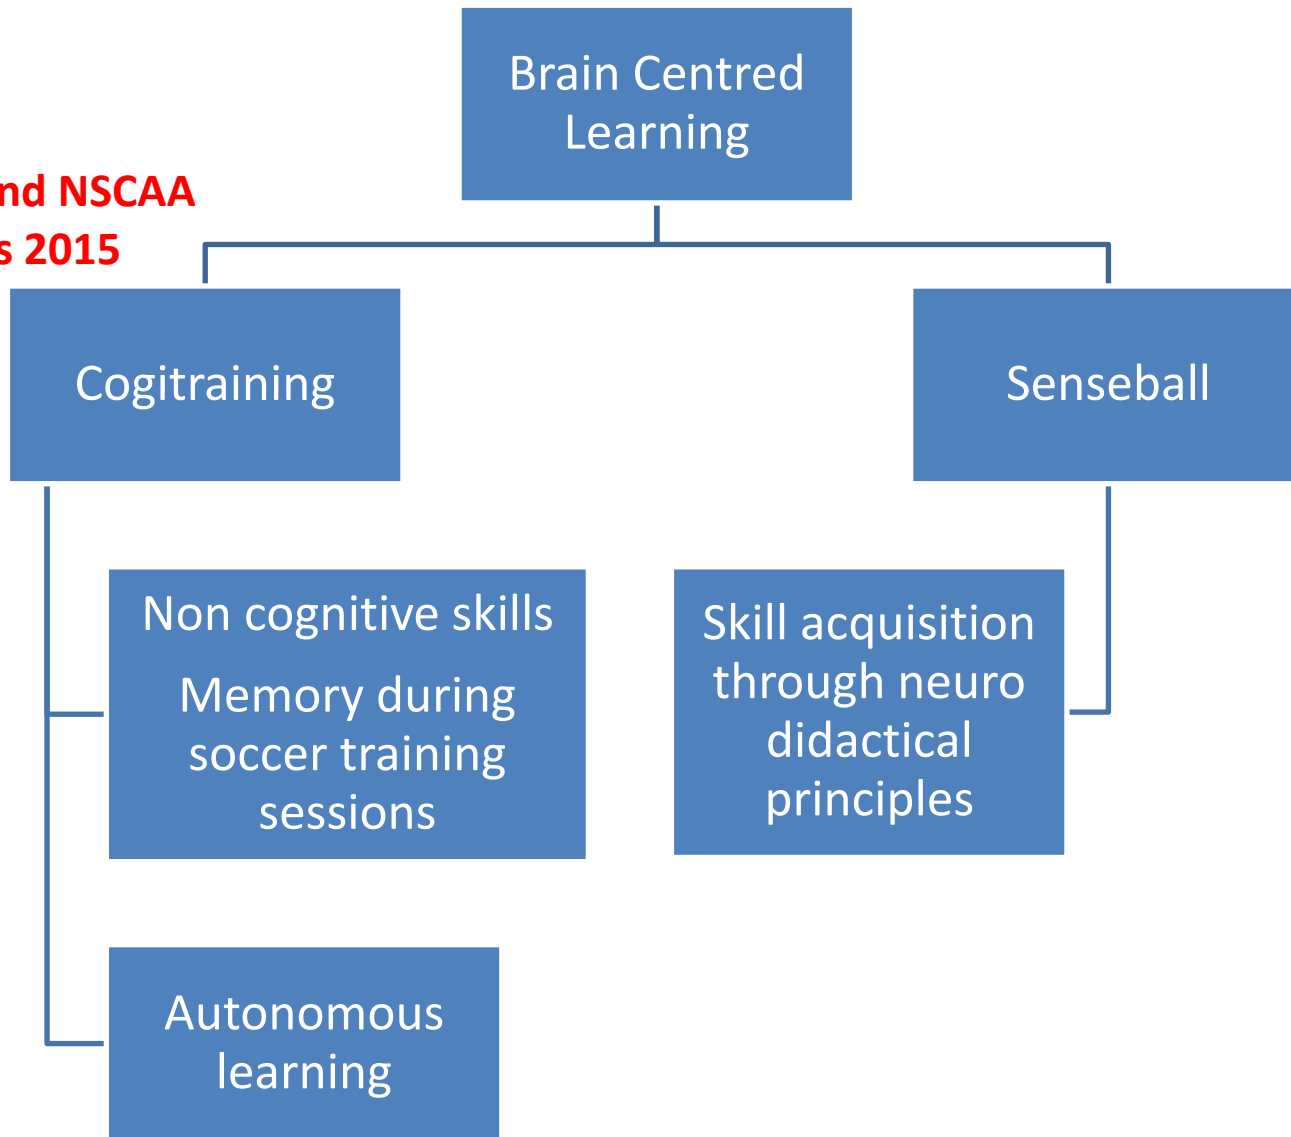 Brain Centred
Learning
nd NSCAA
s 2015
Cogitraining
Senseball
Non cognitive skills
Memory during
soccer training
sessions
Skill acquisition
through neuro
didactical
principles
Autonomous
learning